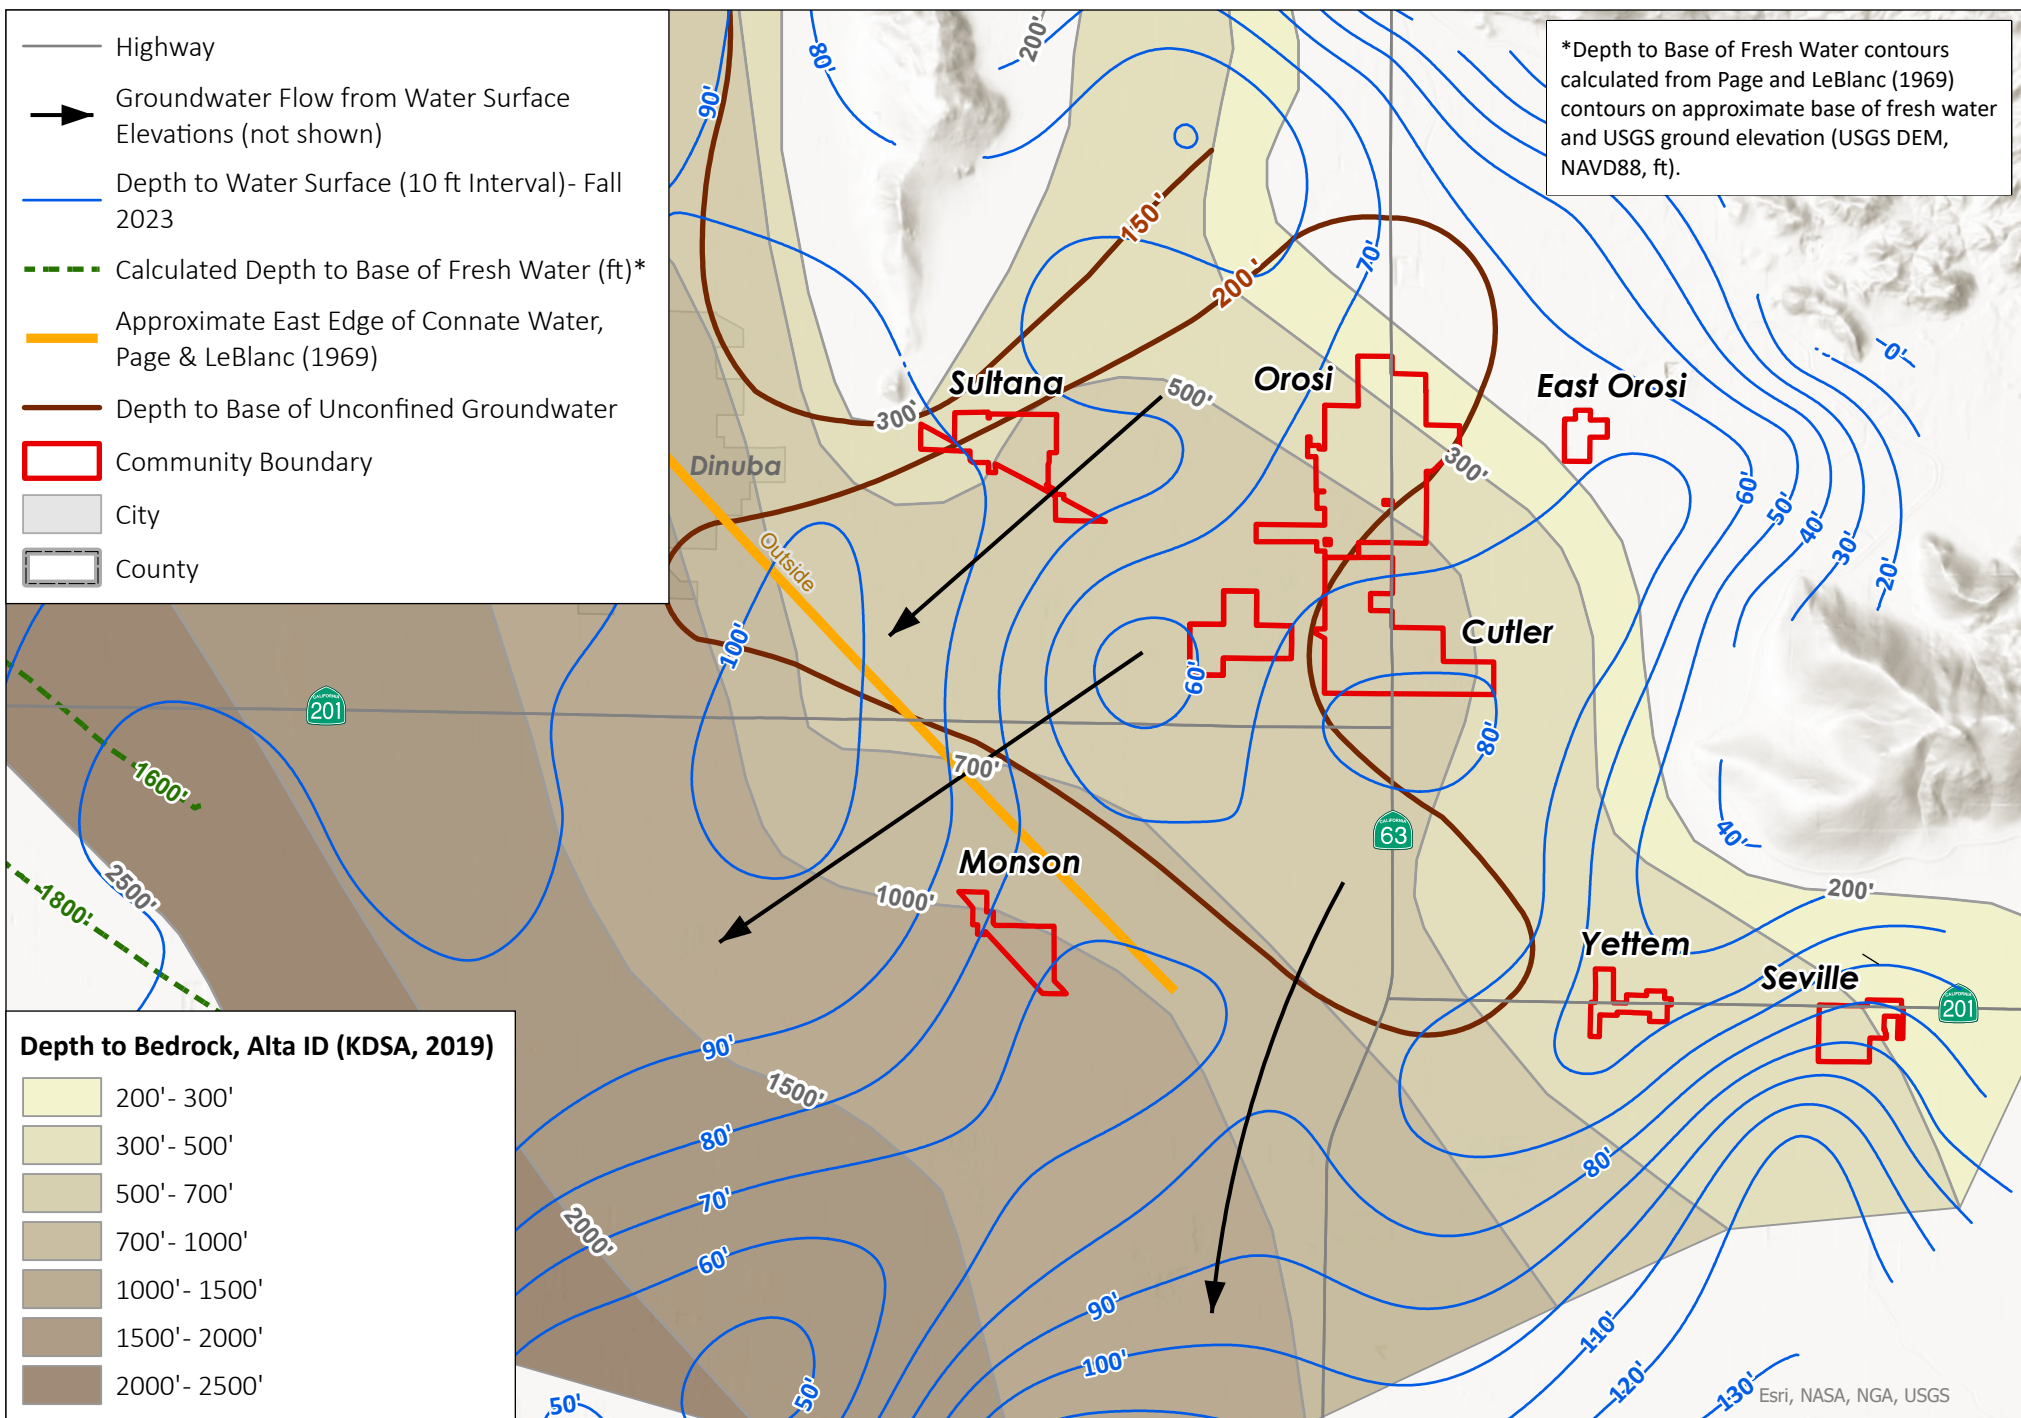 Highway
Groundwater Flow from Water Surface
Elevations (not shown)
Depth to Water Surface (10 ft Interval) - Fall
2023
Calculated Depth to Base of Fresh Water (ft)*
Approximate East Edge of Connate Water,
Page & LeBlanc (1969)
Depth to Base of Unconfined Groundwater
Community Boundary
City
County
*Depth to Base of Fresh Water contours
calculated from Page and LeBlanc (1969)
contours on approximate base of fresh water
and USGS ground elevation (USGS DEM,
NAVD88, ft).
80'
200'
90'
150'
70'
200'
0'
Sultana
Orosi
East Orosi
500'
300'
Dinuba
300'
60'
50'
40'
30'
20'
Outside
100'
Cutler
60'
80'
CALIFORNIA
201
700'
1600'
CALIFORNIA
63
40'
Monson
2500'
1000'
200'
1800'
Yettem
Seville
CALIFORNIA
201
90'
1500'
80'
80'
70'
2000'
60'
90'
110'
100'
120'
130'
50'
50'
Depth to Bedrock, Alta ID (KDSA, 2019)
200' - 300'
300' - 500'
500' - 700'
700' - 1000'
1000' - 1500'
1500' - 2000'
2000' - 2500'
Esri, NASA, NGA, USGS